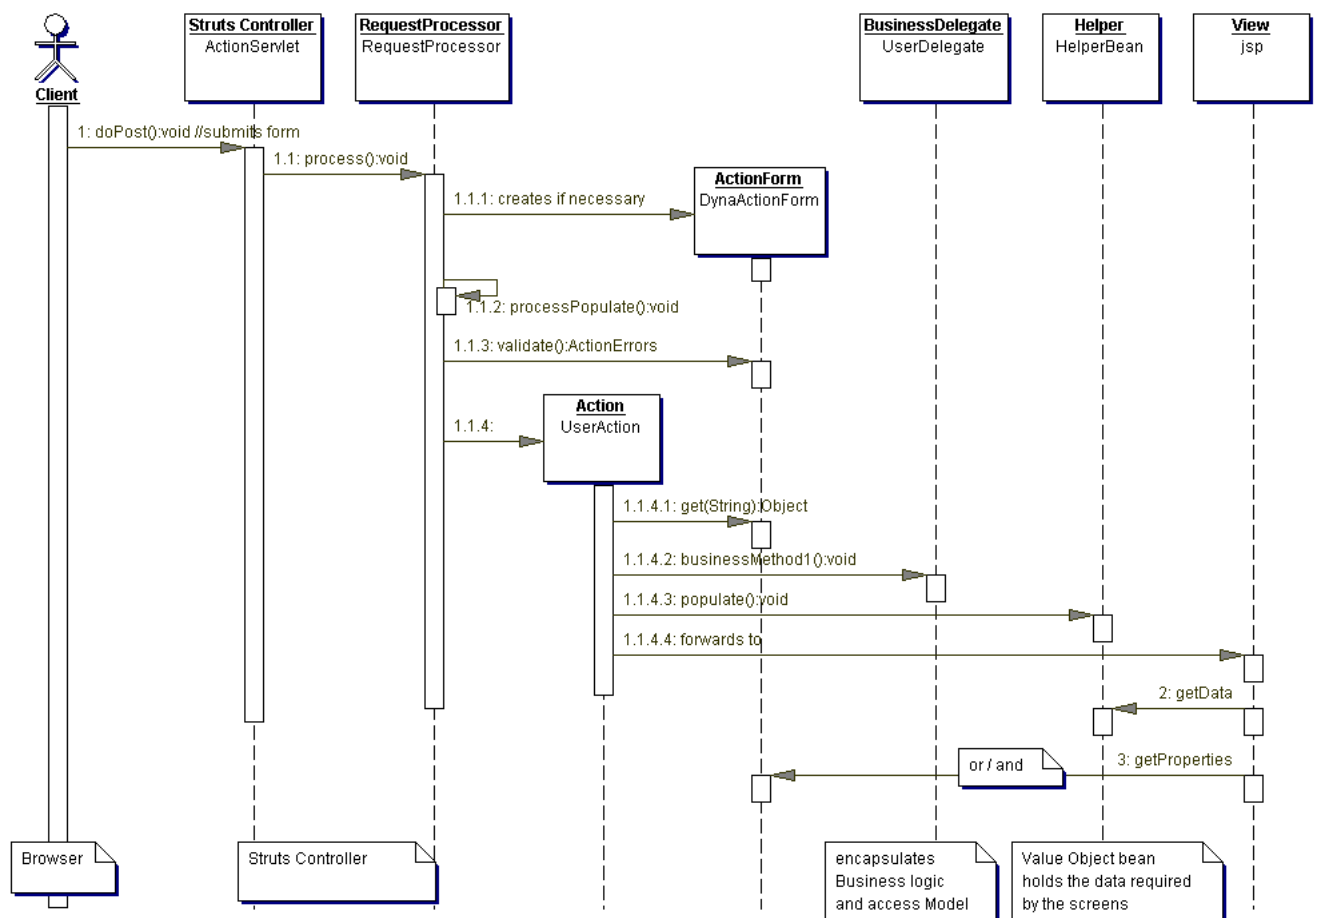 Client
Struts Controller
ActionServlet
RequestProcessor
RequestProcessor
BusinessDelegate
UserDelegate
Helper
HelperBean
View
jsp
1: doPost():void //submits form
1.1: process():void
ActionForm
DynaActionForm
1.1.1: creates if necessary
1.1.2: processPopulate():void
1.1.3: validate():ActionErrors
Action
UserAction
1.1.4:
1.1.4.1: get(String):Object
1.1.4.2: businessMethod1():void
1.1.4.3: populate():void
1.1.4.4: forwards to
2: getData
or / and
3: getProperties
Browser
Struts Controller
encapsulates
Business logic
and access Model
Value Object bean
holds the data required
by the screens